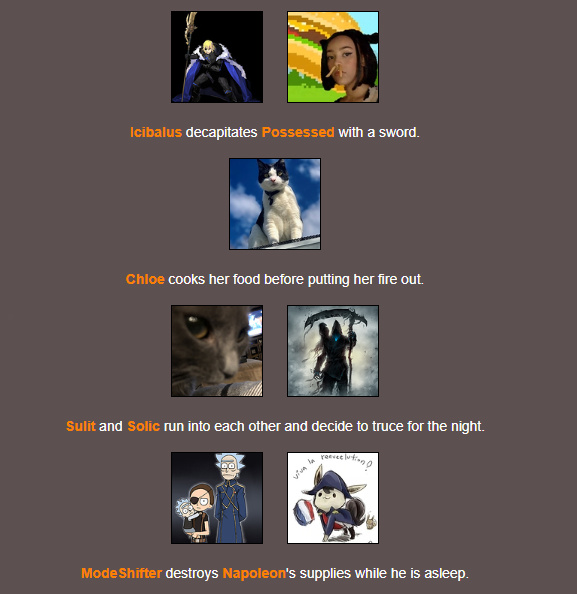 Icibalus decapitates Possessed with a sword.
Chloe cooks her food before putting her fire out.
Sulit and Solic run into each other and decide to truce for the night.
viva la reeveelution!
ModeShifter destroys Napoleon's supplies while he is asleep.